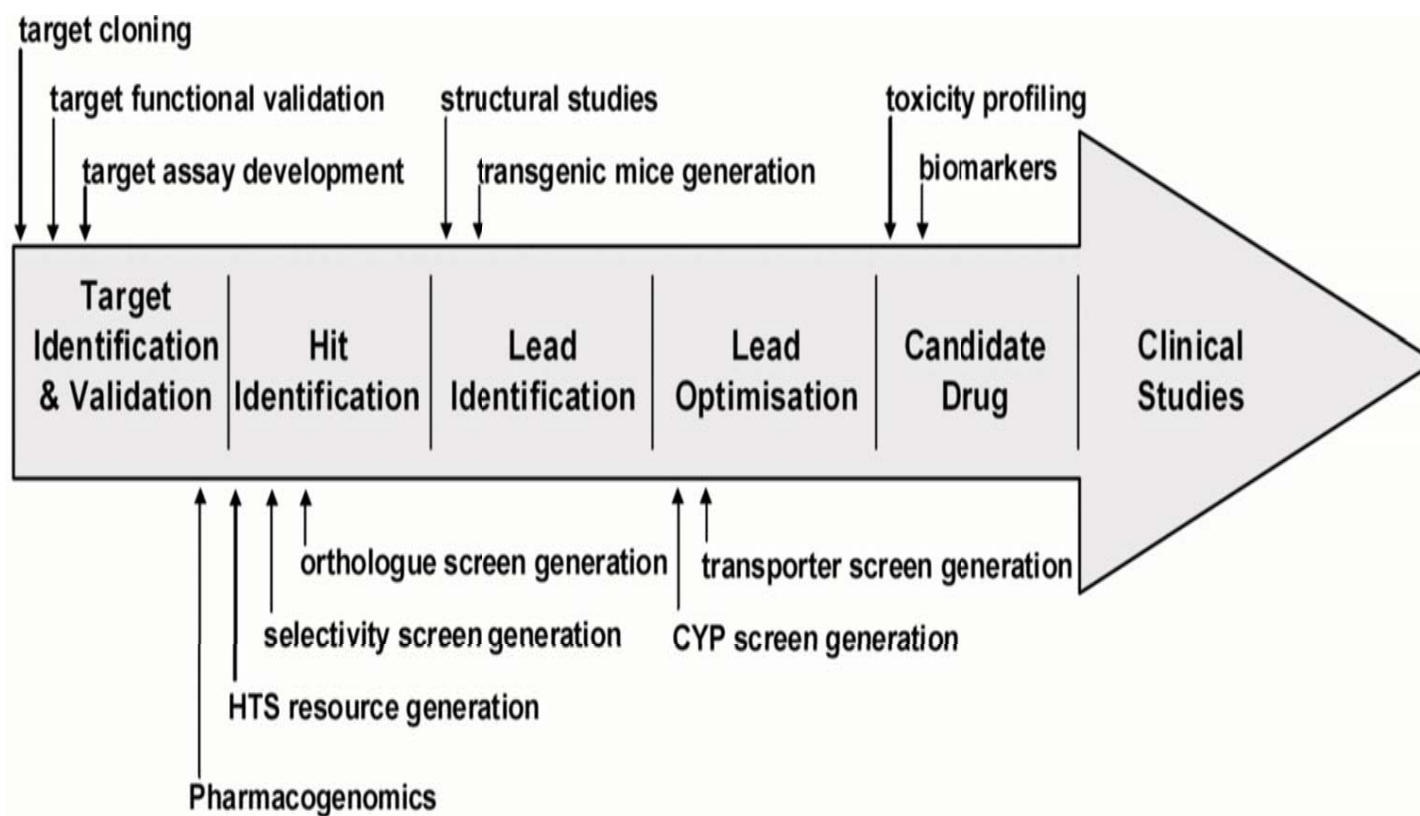 target cloning
target functional validation
structural studies
toxicity profiling
target assay development
transgenic mice generation
biomarkers
Target
Identification
& Validation
Hit
Identification
Lead
Identification
Lead
Optimisation
Candidate
Drug
Clinical
Studies
orthologue screen generation
transporter screen generation
selectivity screen generation
CYP screen generation
HTS resource generation
Pharmacogenomics